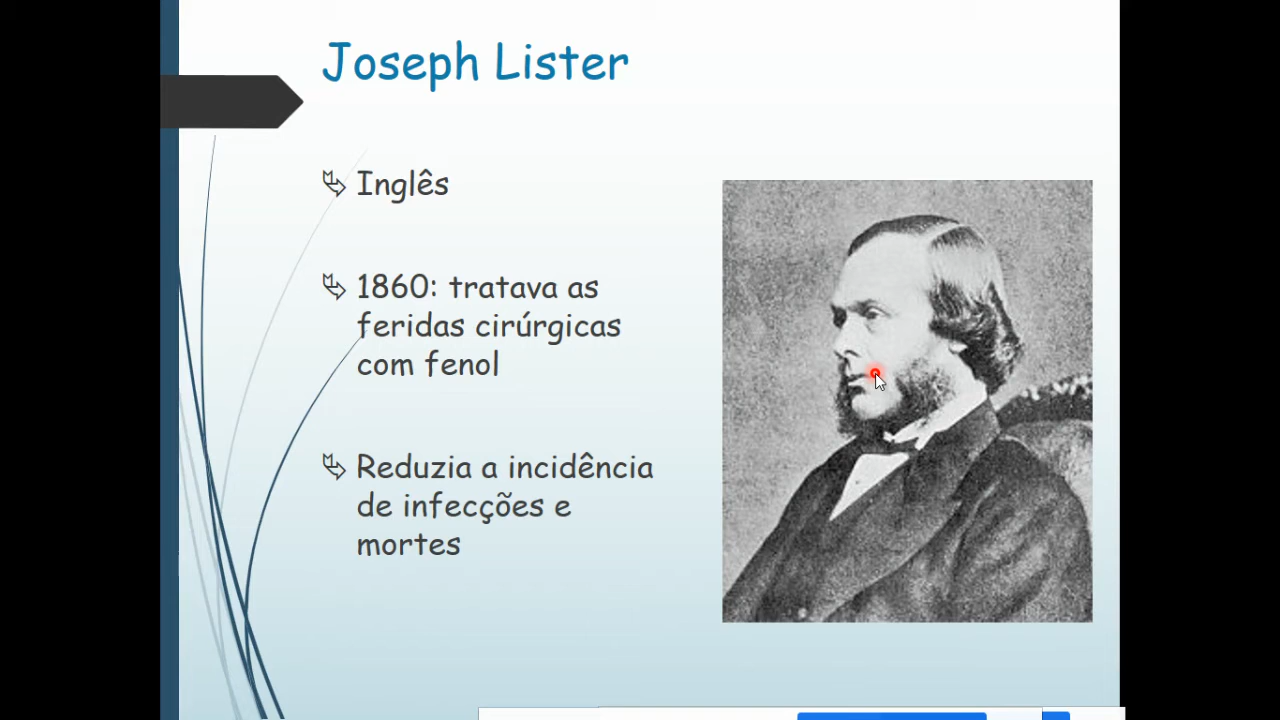 Joseph Lister
Inglês
1860: tratava as
feridas cirúrgicas
com fenol
Reduzia a incidência
de infecções e
mortes